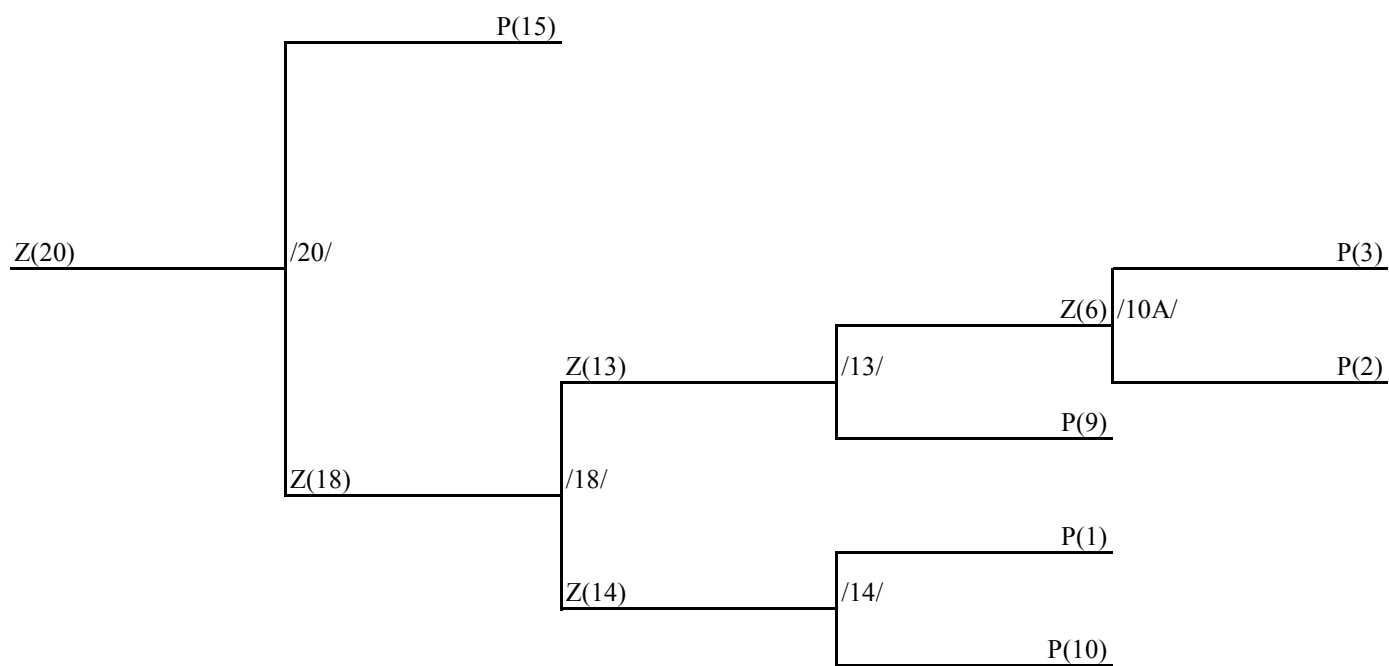 P(15)
Z(20) /20/ P(3)
Z(6) /10A/
Z(13) /13/ P(2)
P(9)
Z(18) /18/
P(1)
Z(14) /14/
P(10)